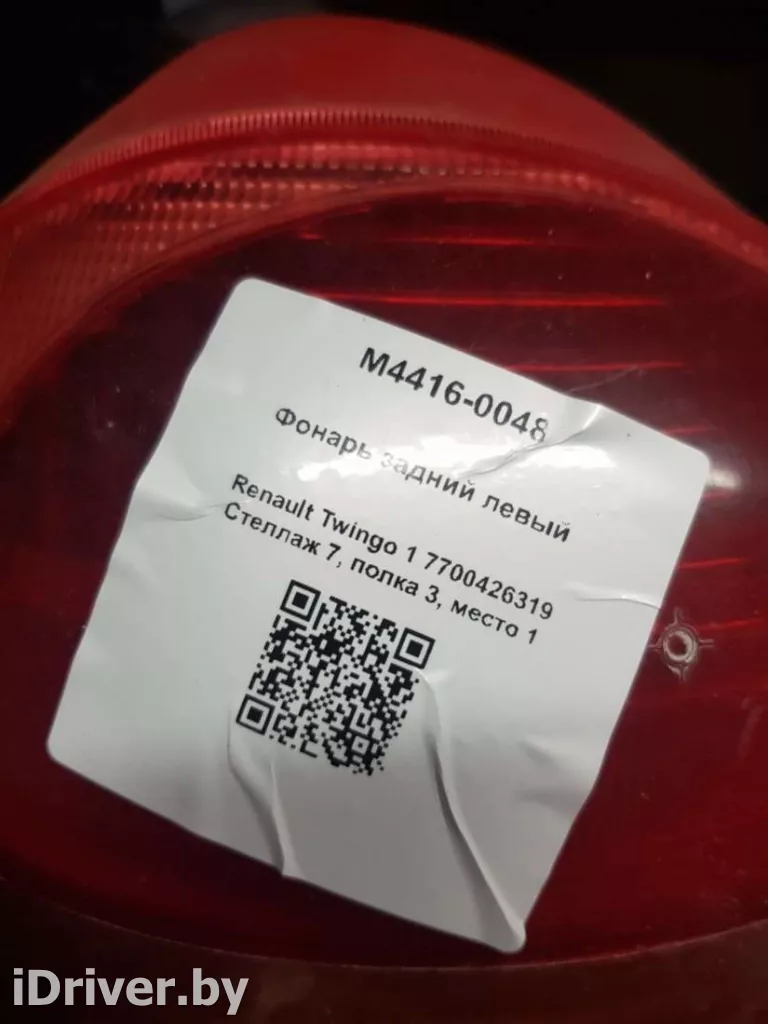 M4416-0048
Фонарь задний левый
Renault Twingo 1 7700426319
Стеллаж 7, полка 3, место 1
iDriver.by